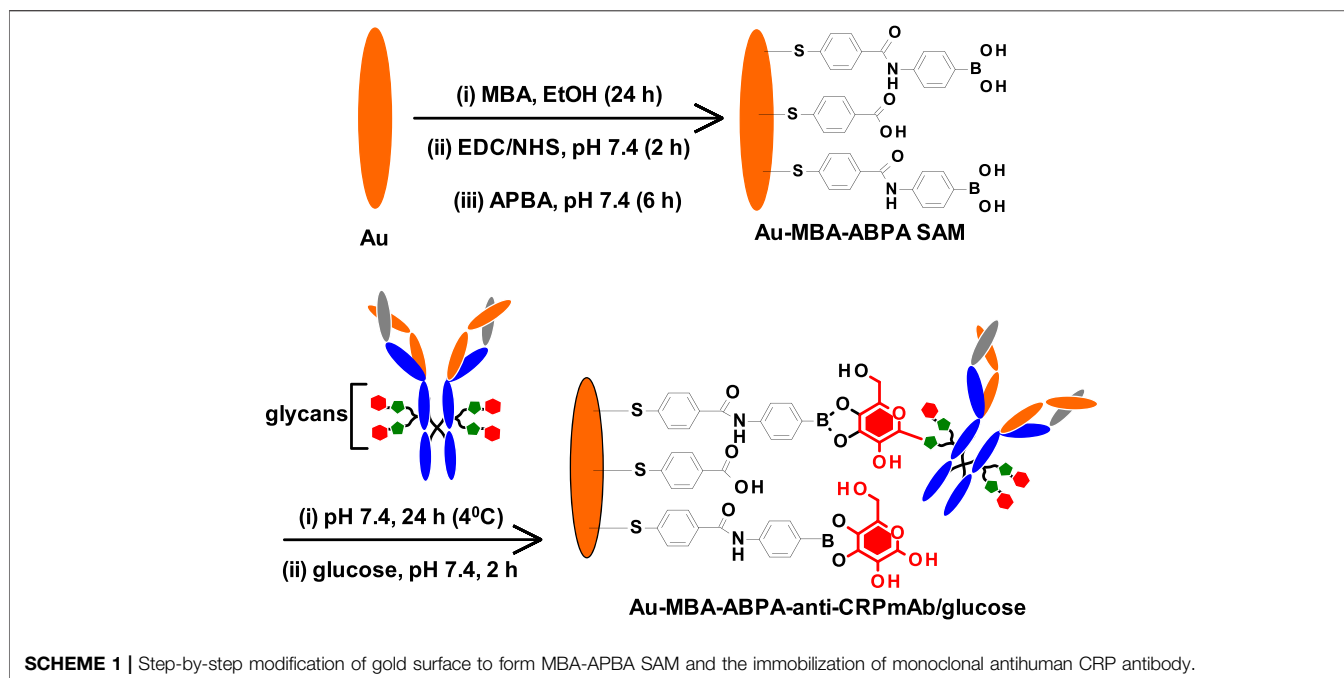 (i) MBA, EtOH (24 h)
(ii) EDC/NHS, pH 7.4 (2 h)
(iii) APBA, pH 7.4 (6 h)
Au
S
O
N
H
B
OH
OH
S
O
OH
S
O
N
H
B
OH
OH
Au-MBA-ABPA SAM
glycans
(i) pH 7.4, 24 h (4⁰C)
(ii) glucose, pH 7.4, 2 h
S
O
N
H
B
O
O
HO
O
OH
S
O
OH
S
O
N
H
B
O
O
HO
O
OH
OH
Au-MBA-ABPA-anti-CRPmAb/glucose
SCHEME 1 | Step-by-step modification of gold surface to form MBA-APBA SAM and the immobilization of monoclonal antihuman CRP antibody.